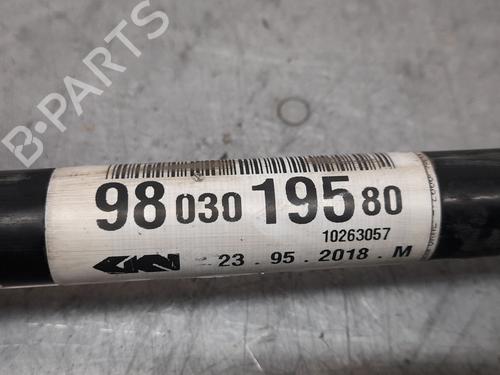 B-PARTS
98 030 195 80
10263057
GKN 23 . 95 . 2018 . M